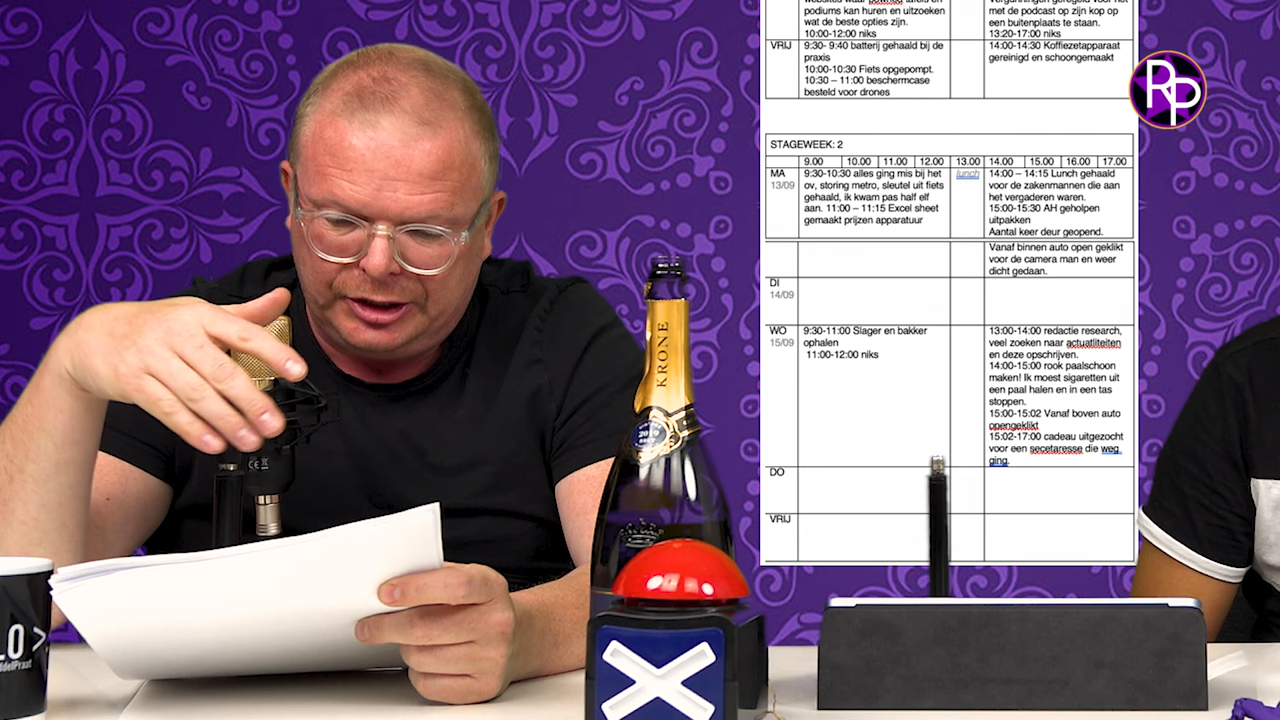 websites waar
podiums kan huren en uitzoeken
wat de beste opties zijn.
10:00-12:00 niks
met de podcast op zijn kop op
een buitenplaats te staan.
13:20-17:00 niks
VRIJ
9:30- 9:40 batterij gehaald bij de
praxis
10:00-10:30 Fiets opgepompt.
10:30 – 11:00 beschermcase
besteld voor drones
14:00-14:30 Koffiezetapparaat
gereinigd en schoongemaakt
RP
STAGEWEEK: 2
9.00 10.00 11.00 12.00 13.00 14.00 15.00 16.00 17.00
MA
13/09
9:30-10:30 alles ging mis bij het
ov, storing metro, sleutel uit fiets
gehaald, ik kwam pas half elf
aan. 11:00 – 11:15 Excel sheet
gemaakt prijzen apparatuur
lunch
14:00 – 14:15 Lunch gehaald
voor de zakenmannen die aan
het vergaderen waren.
15:00-15:30 AH geholpen
uitpakken
Aantal keer deur geopend.
Vanaf binnen auto open geklikt
voor de camera man en weer
dicht gedaan.
DI
14/09
WO
15/09
9:30-11:00 Slager en bakker
ophalen
11:00-12:00 niks
13:00-14:00 redactie research,
veel zoeken naar actuatliteiten
en deze opschrijven.
14:00-15:00 rook paalschoon
maken! Ik moest sigaretten uit
een paal halen en in een tas
stoppen.
15:00-15:02 Vanaf boven auto
opengeklikt
15:02-17:00 cadeau uitgezocht
voor een secetaresse die weg
ging.
DO
VRIJ
KRONE
CE
LO >
ddelPraat